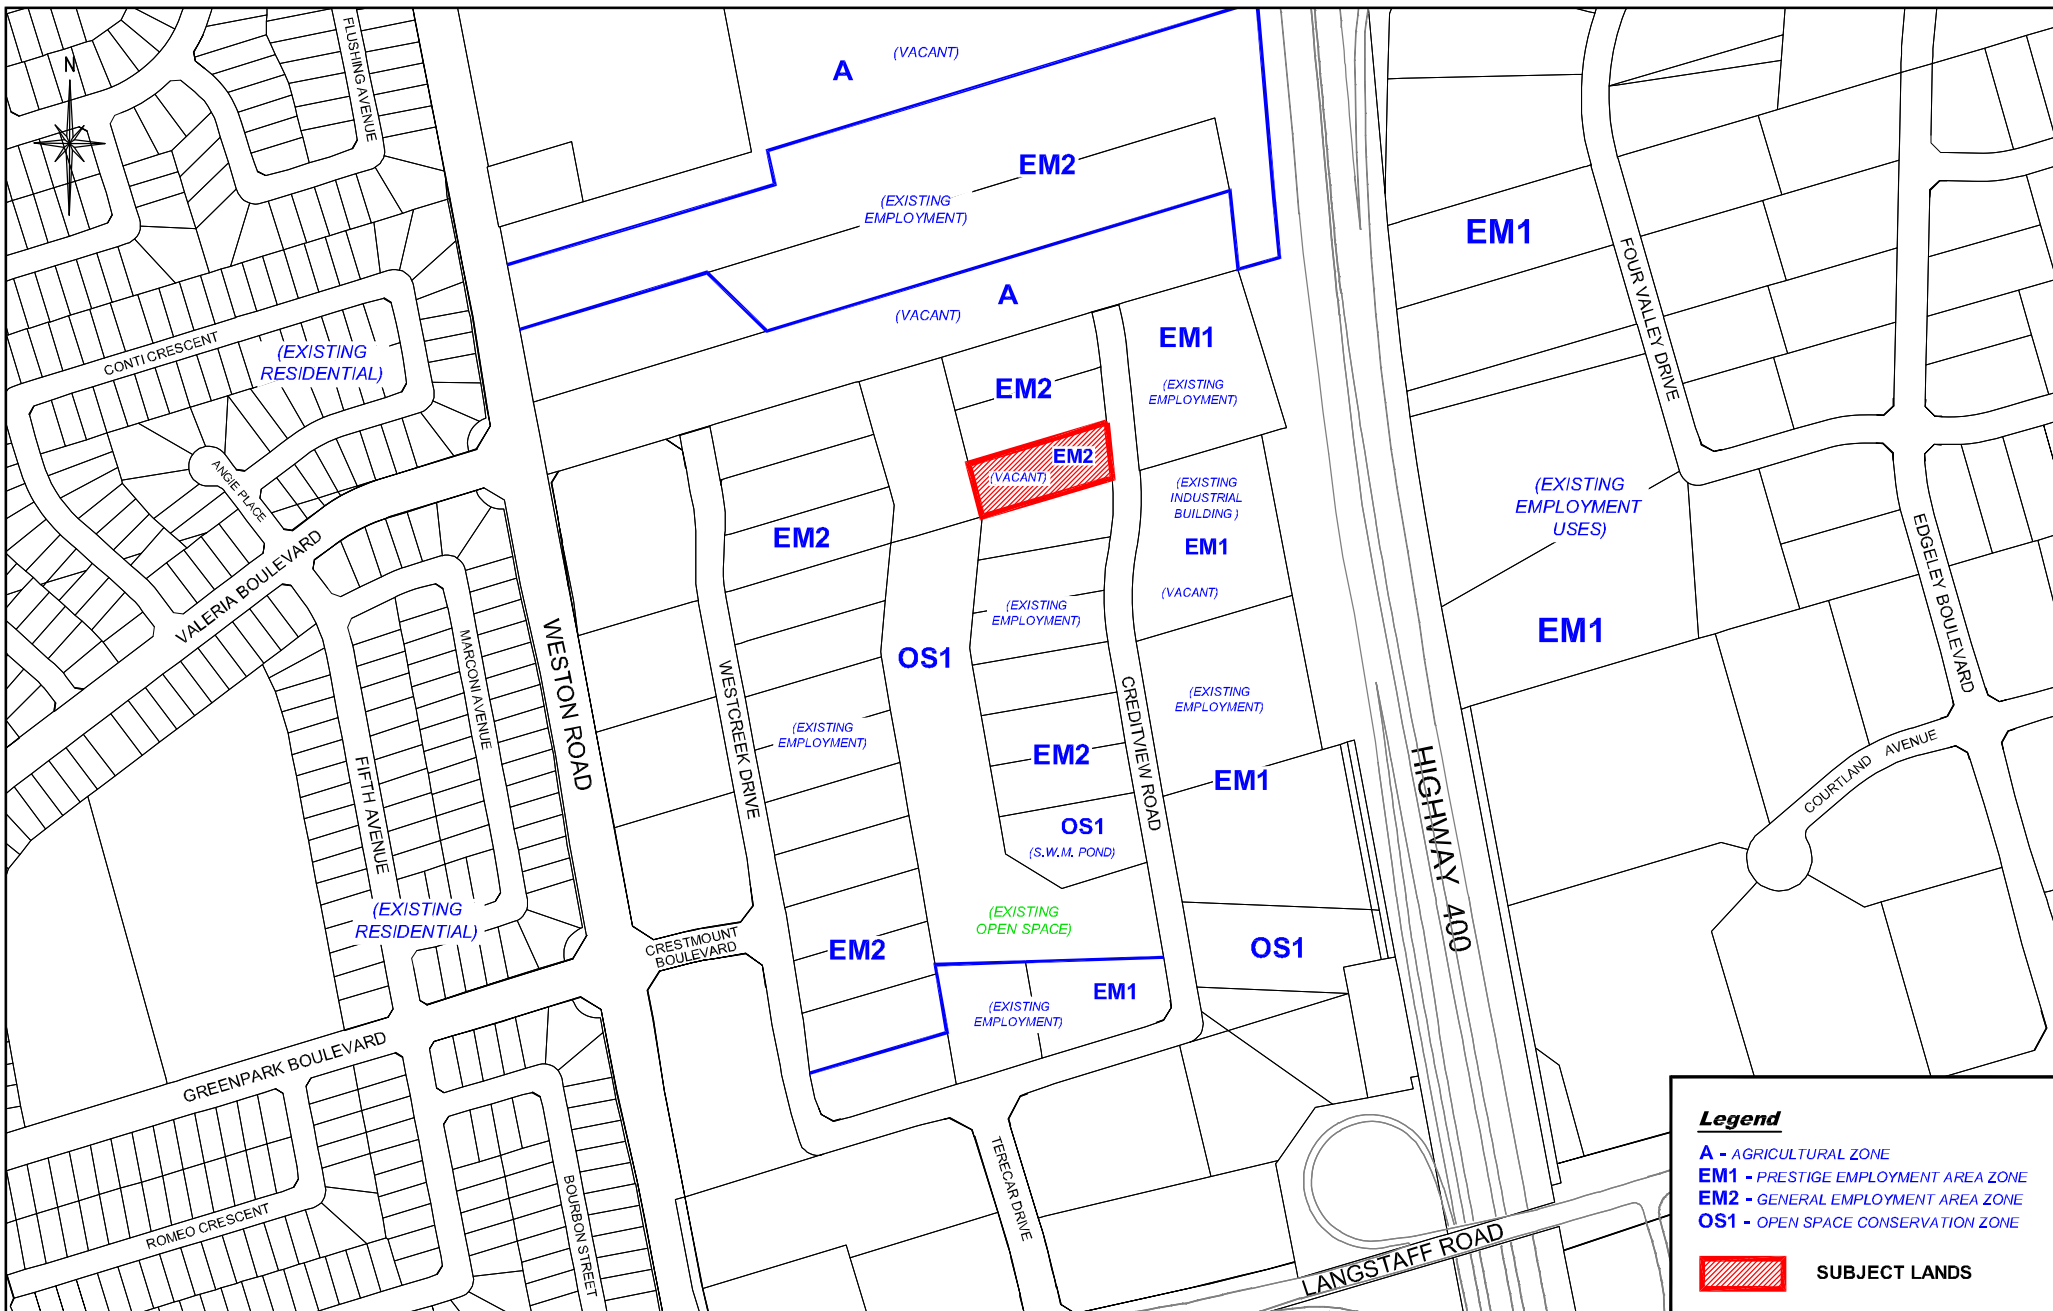 FLUSHING AVENUE
N
A
(VACANT)
EM2
(EXISTING
EMPLOYMENT)
A
(VACANT)
EM1
FOUR VALLEY DRIVE
CONTI CRESCENT
(EXISTING
RESIDENTIAL)
EM1
(EXISTING
EMPLOYMENT)
EM2
EM2
(VACANT)
ANGIE PLACE
VALERIA BOULEVARD
EM2
(EXISTING
INDUSTRIAL
BUILDING)
EM1
(VACANT)
(EXISTING
EMPLOYMENT
USES)
EDGELEY BOULEVARD
(EXISTING
EMPLOYMENT)
EM1
MARCONI AVENUE
WESTON ROAD
WESTCREEK DRIVE
OS1
CREDITVIEW ROAD
(EXISTING
EMPLOYMENT)
(EXISTING
EMPLOYMENT)
EM2
EM1
HIGHWAY 400
COURTLAND AVENUE
FIFTH AVENUE
OS1
(S.W.M. POND)
(EXISTING
RESIDENTIAL)
CRESTMOUNT
BOULEVARD
EM2
(EXISTING
OPEN SPACE)
OS1
(EXISTING
EMPLOYMENT)
EM1
GREENPARK BOULEVARD
ROMEO CRESCENT
BOURBON STREET
TERECAR DRIVE
LANGSTAFF ROAD
Legend
A - AGRICULTURAL ZONE
EM1 - PRESTIGE EMPLOYMENT AREA ZONE
EM2 - GENERAL EMPLOYMENT AREA ZONE
OS1 - OPEN SPACE CONSERVATION ZONE
SUBJECT LANDS